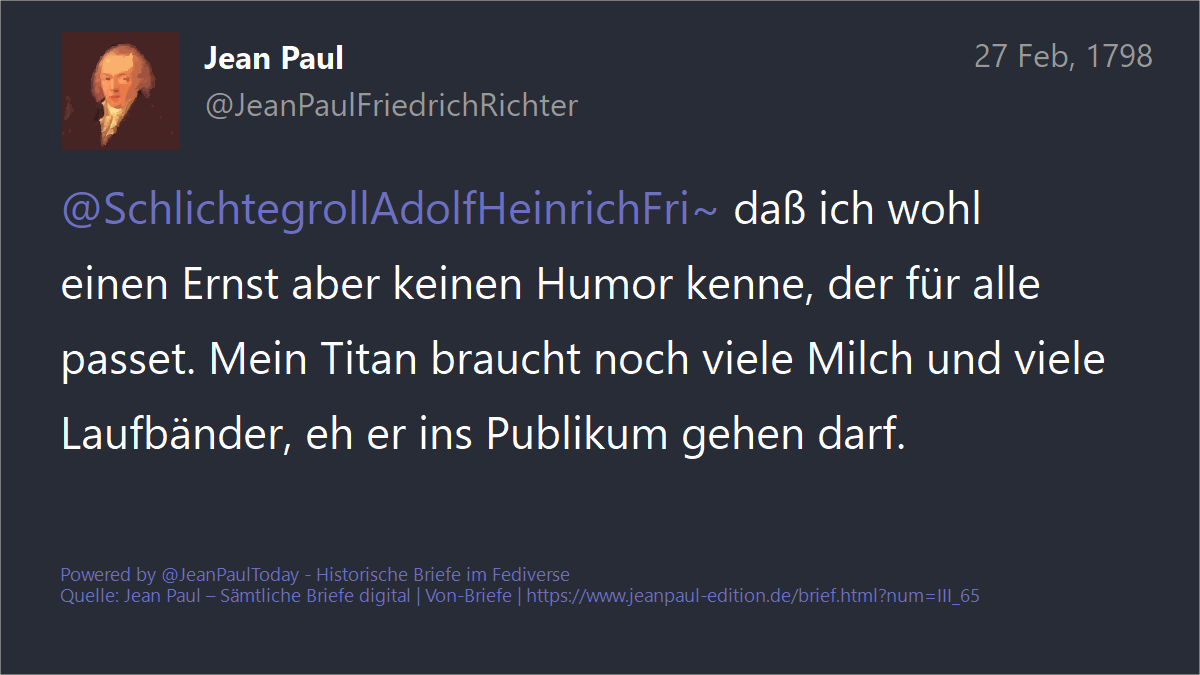 Jean Paul
27 Feb, 1798
@JeanPaulFriedrichRichter
@SchlichtegrollAdolfHeinrichFri~ daß ich wohl
einen Ernst aber keinen Humor kenne, der für alle
passet. Mein Titan braucht noch viele Milch und viele
Laufbänder, eh er ins Publikum gehen darf.
Powered by @JeanPaulToday - Historische Briefe im Fediverse
Quelle: Jean Paul – Sämtliche Briefe digital | Von-Briefe | https://www.jeanpaul-edition.de/brief.html?num=III_65